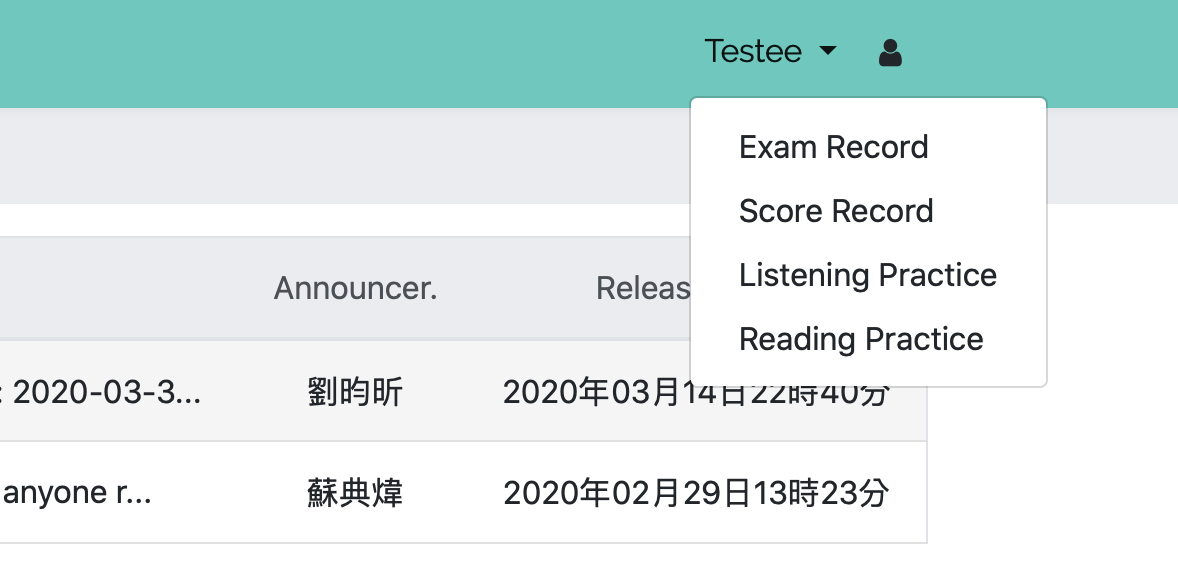 Testee
Exam Record
Score Record
Listening Practice
Reading Practice
Announcer. Releas
: 2020-03-3... 劉昀昕 2020年03月14日22時40分
anyone r... 蘇典煒 2020年02月29日13時23分